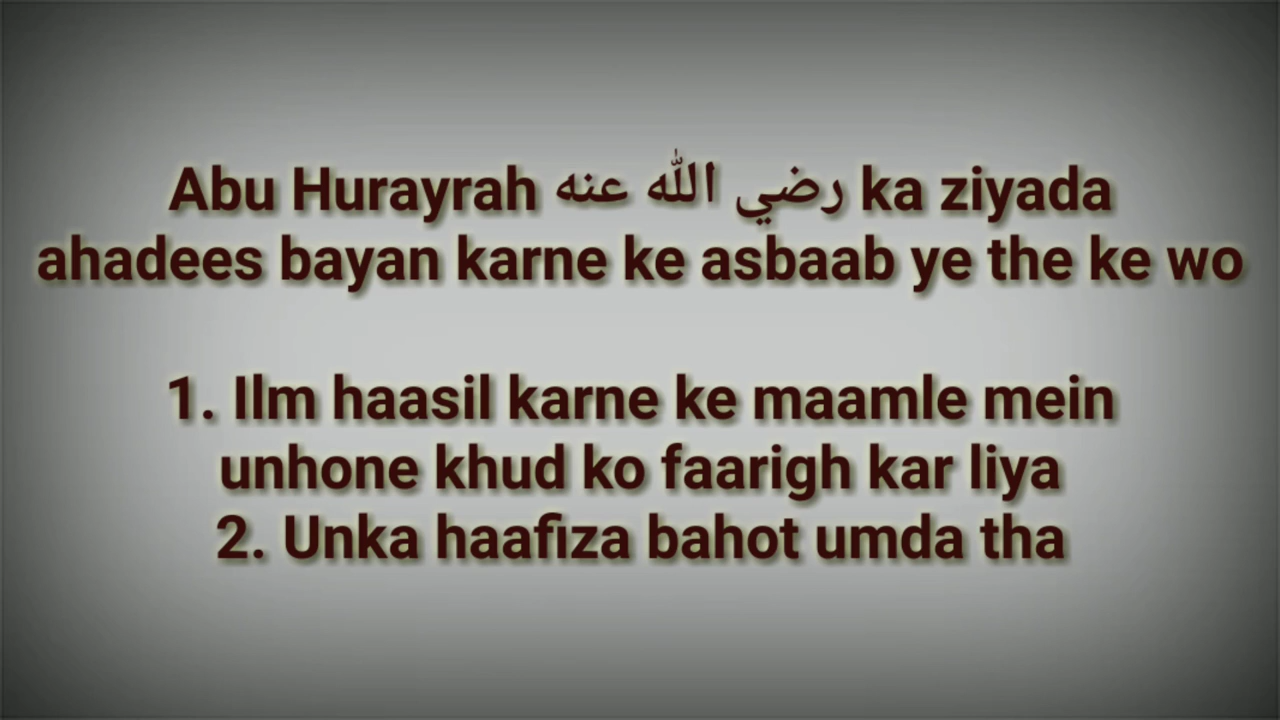 Abu Hurayrah رضي الله عنه ka ziyada
ahadees bayan karne ke asbaab ye the ke wo
1. Ilm haasil karne ke maamle mein
unhone khud ko faarigh kar liya
2. Unka haafiza bahot umda tha